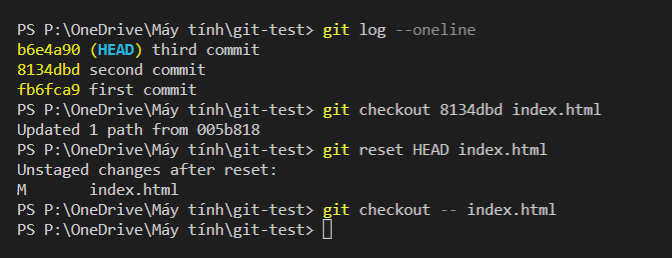 PS P:\OneDrive\Máy tính\git-test> git log --oneline
b6e4a90 (HEAD) third commit
8134dbd second commit
fb6fca9 first commit
PS P:\OneDrive\Máy tính\git-test> git checkout 8134dbd index.html
Updated 1 path from 005b818
PS P:\OneDrive\Máy tính\git-test> git reset HEAD index.html
Unstaged changes after reset:
M       index.html
PS P:\OneDrive\Máy tính\git-test> git checkout -- index.html
PS P:\OneDrive\Máy tính\git-test>